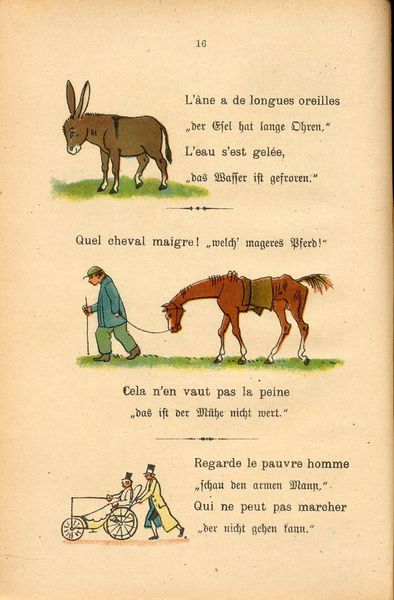 16
L'âne a de longues oreilles
„der Esel hat lange Ohren,“
L'eau s'est gelée,
„das Wasser ist gefroren.“
Quel cheval maigre! „welch' mageres Pferd!“
Cela n'en vaut pas la peine
„das ist der Mühe nicht wert.“
Regarde le pauvre homme
„schau den armen Mann,“
Qui ne peut pas marcher
„der nicht gehen kann.“